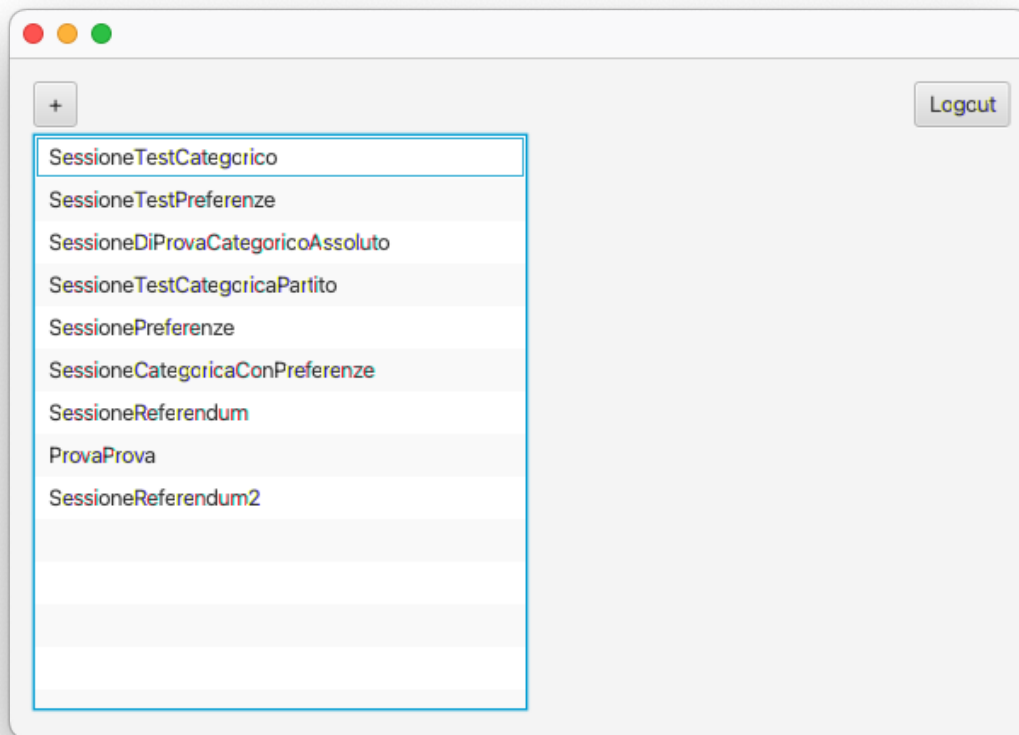 +
Logout
SessioneTestCategorico
SessioneTestPreferenze
SessioneDiProvaCategoricoAssoluto
SessioneTestCategoricaPartito
SessionePreferenze
SessioneCategoricaConPreferenze
SessioneReferendum
ProvaProva
SessioneReferendum2